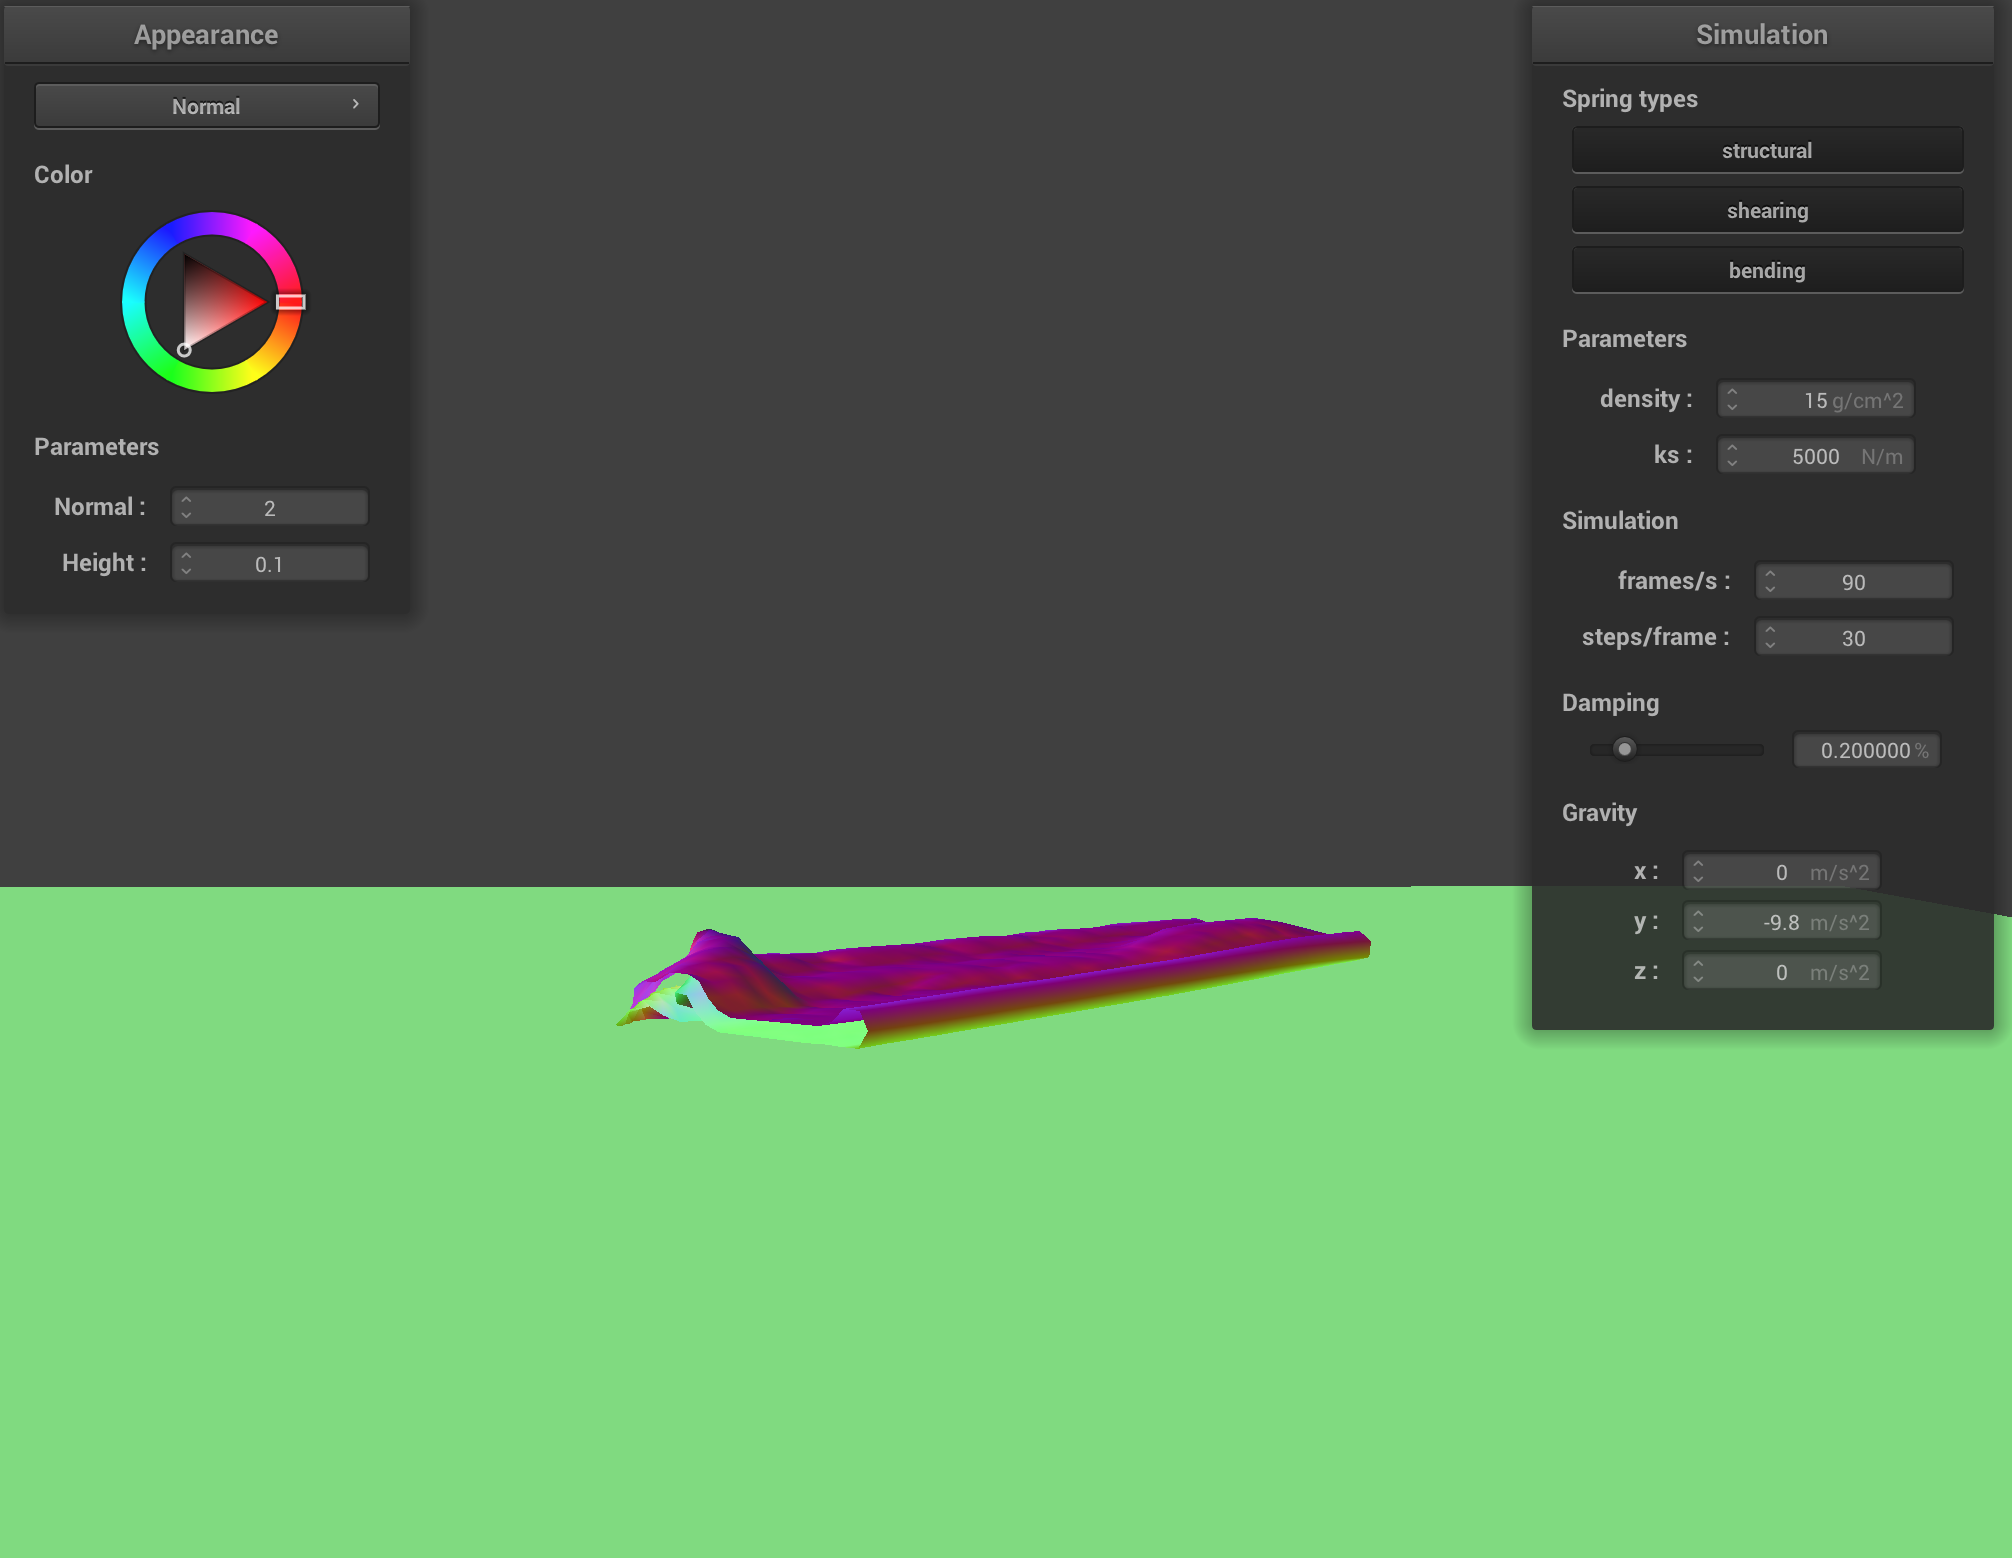 Appearance
Normal
Color
Parameters
Normal : 2
Height : 0.1
Simulation
Spring types
structural
shearing
bending
Parameters
density : 15 g/cm^2
ks : 5000 N/m
Simulation
frames/s : 90
steps/frame : 30
Damping
0.200000 %
Gravity
x : 0 m/s^2
y : -9.8 m/s^2
z : 0 m/s^2